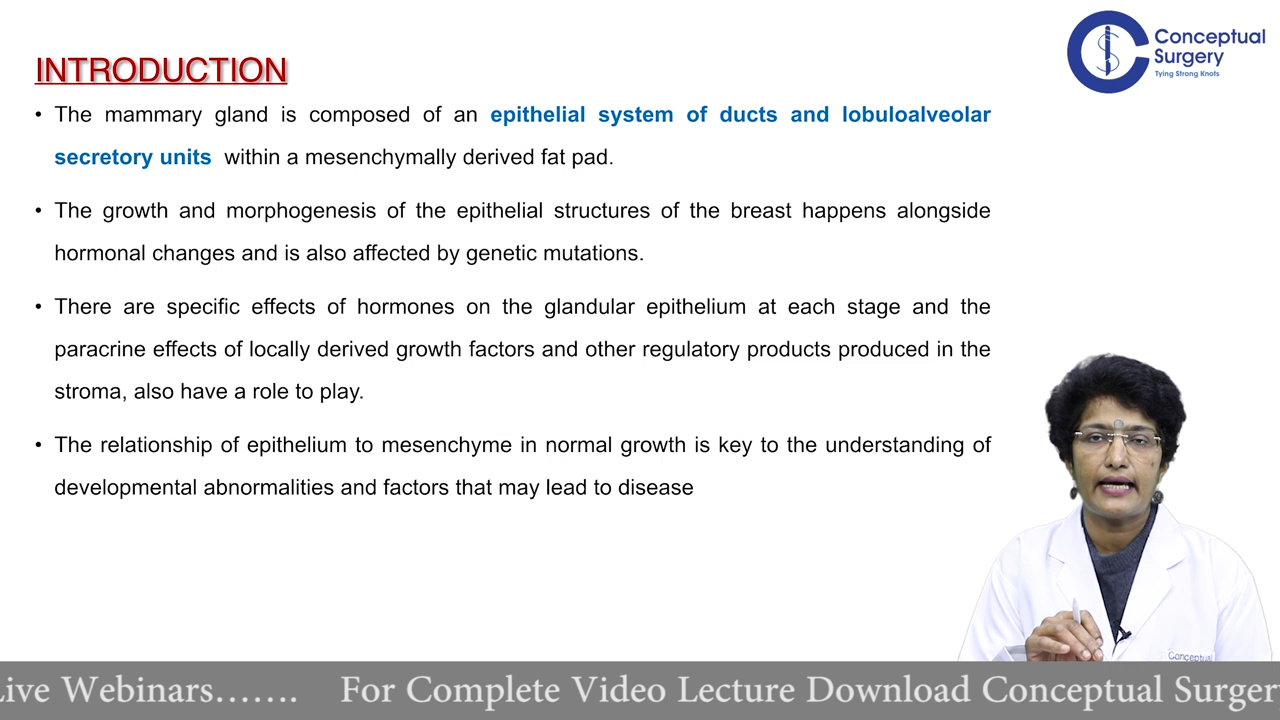 Conceptual
Surgery
Tying Strong Knots
INTRODUCTION
• The mammary gland is composed of an epithelial system of ducts and lobuloalveolar
secretory units within a mesenchymally derived fat pad.
• The growth and morphogenesis of the epithelial structures of the breast happens alongside
hormonal changes and is also affected by genetic mutations.
• There are specific effects of hormones on the glandular epithelium at each stage and the
paracrine effects of locally derived growth factors and other regulatory products produced in the
stroma, also have a role to play.
• The relationship of epithelium to mesenchyme in normal growth is key to the understanding of
developmental abnormalities and factors that may lead to disease
Conceptual
Live Webinars....... For Complete Video Lecture Download Conceptual Surger